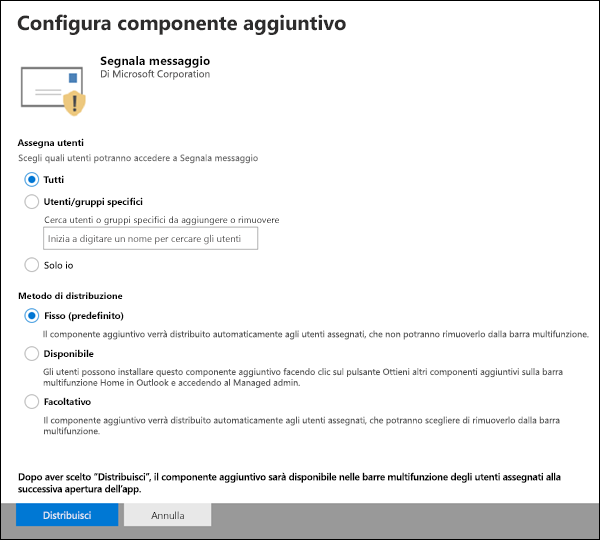 Configura componente aggiuntivo
Segnala messaggio
Di Microsoft Corporation
Assegna utenti
Scegli quali utenti potranno accedere a Segnala messaggio
Tutti
Utenti/gruppi specifici
Cerca utenti o gruppi specifici da aggiungere o rimuovere
Inizia a digitare un nome per cercare gli utenti
Solo io
Metodo di distribuzione
Fisso (predefinito)
Il componente aggiuntivo verrà distribuito automaticamente agli utenti assegnati, che non potranno rimuoverlo dalla barra multifunzione.
Disponibile
Gli utenti possono installare questo componente aggiuntivo facendo clic sul pulsante Ottieni altri componenti aggiuntivi sulla barra
multifunzione Home in Outlook e accedendo al Managed admin.
Facoltativo
Il componente aggiuntivo verrà distribuito automaticamente agli utenti assegnati, che potranno scegliere di rimuoverlo dalla barra
multifunzione.
Dopo aver scelto "Distribuisci", il componente aggiuntivo sarà disponibile nelle barre multifunzione degli utenti assegnati alla
successiva apertura dell'app.
Distribuisci
Annulla